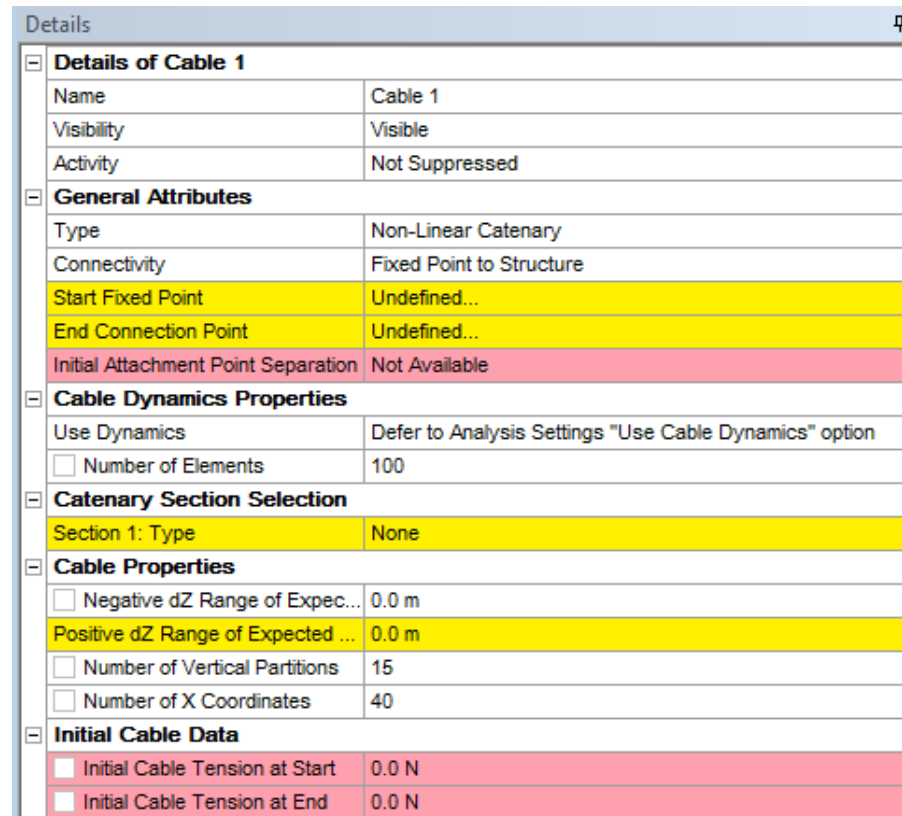 Details
Details of Cable 1
Name Cable 1
Visibility Visible
Activity Not Suppressed
General Attributes
Type Non-Linear Catenary
Connectivity Fixed Point to Structure
Start Fixed Point Undefined...
End Connection Point Undefined...
Initial Attachment Point Separation Not Available
Cable Dynamics Properties
Use Dynamics Defer to Analysis Settings "Use Cable Dynamics" option
Number of Elements 100
Catenary Section Selection
Section 1: Type None
Cable Properties
Negative dZ Range of Expec... 0.0 m
Positive dZ Range of Expected ... 0.0 m
Number of Vertical Partitions 15
Number of X Coordinates 40
Initial Cable Data
Initial Cable Tension at Start 0.0 N
Initial Cable Tension at End 0.0 N